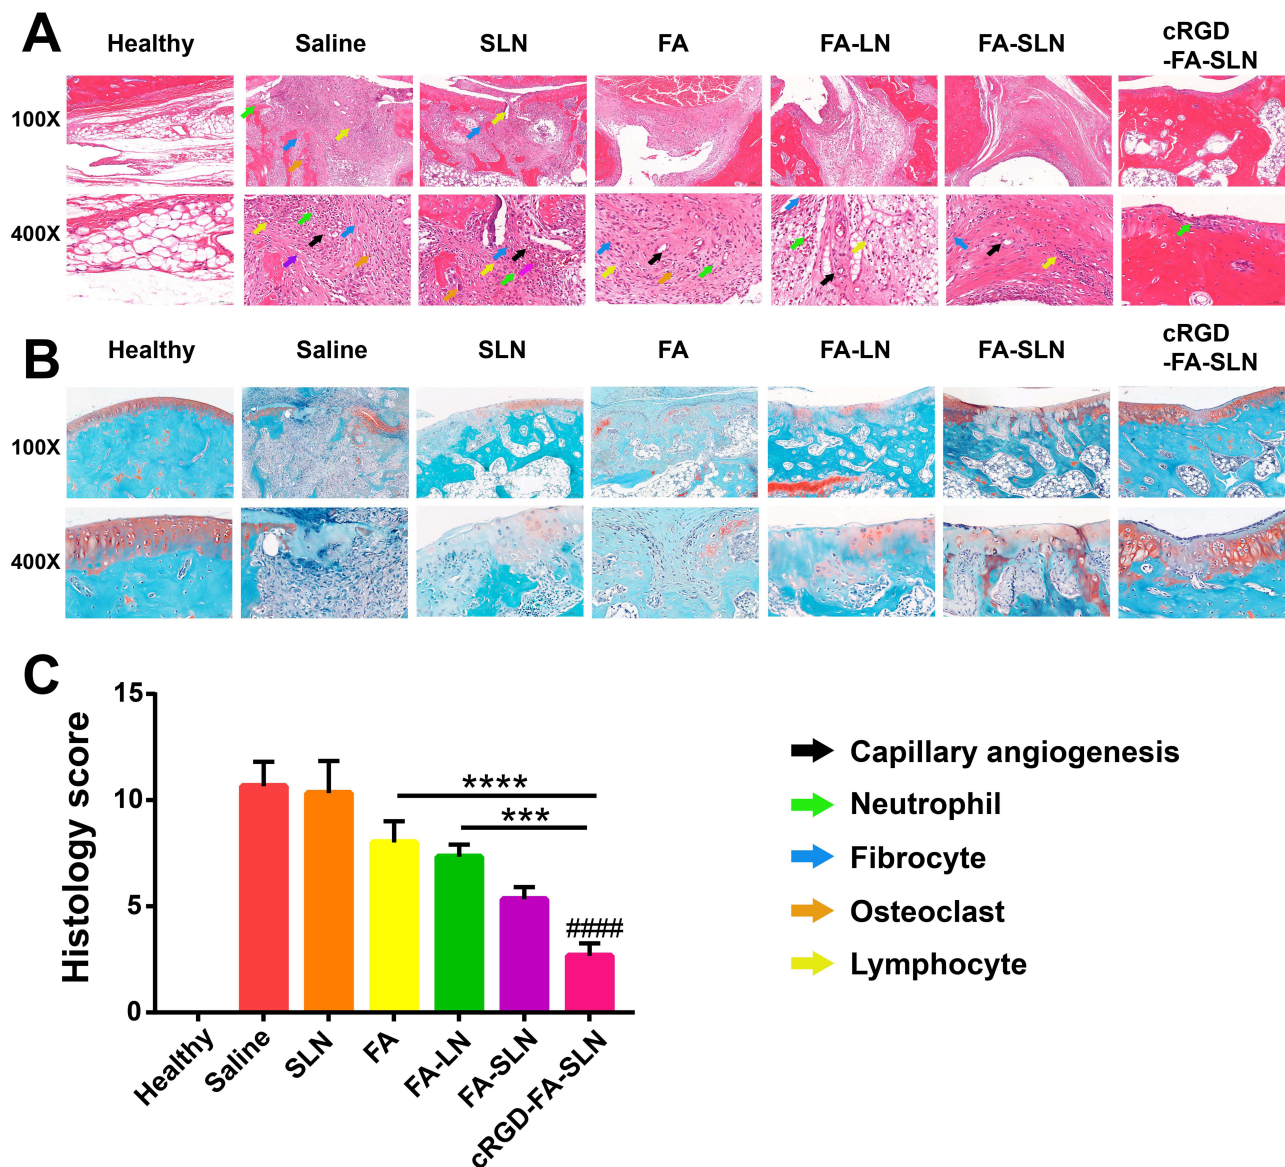 A
Healthy Saline SLN FA FA-LN FA-SLN cRGD
-FA-SLN
100X
400X
B
Healthy Saline SLN FA FA-LN FA-SLN cRGD
-FA-SLN
100X
400X
C
Histology score
15
10
5
0
****
***
####
Healthy
Saline
SLN
FA
FA-LN
FA-SLN
cRGD-FA-SLN
Capillary angiogenesis
Neutrophil
Fibrocyte
Osteoclast
Lymphocyte